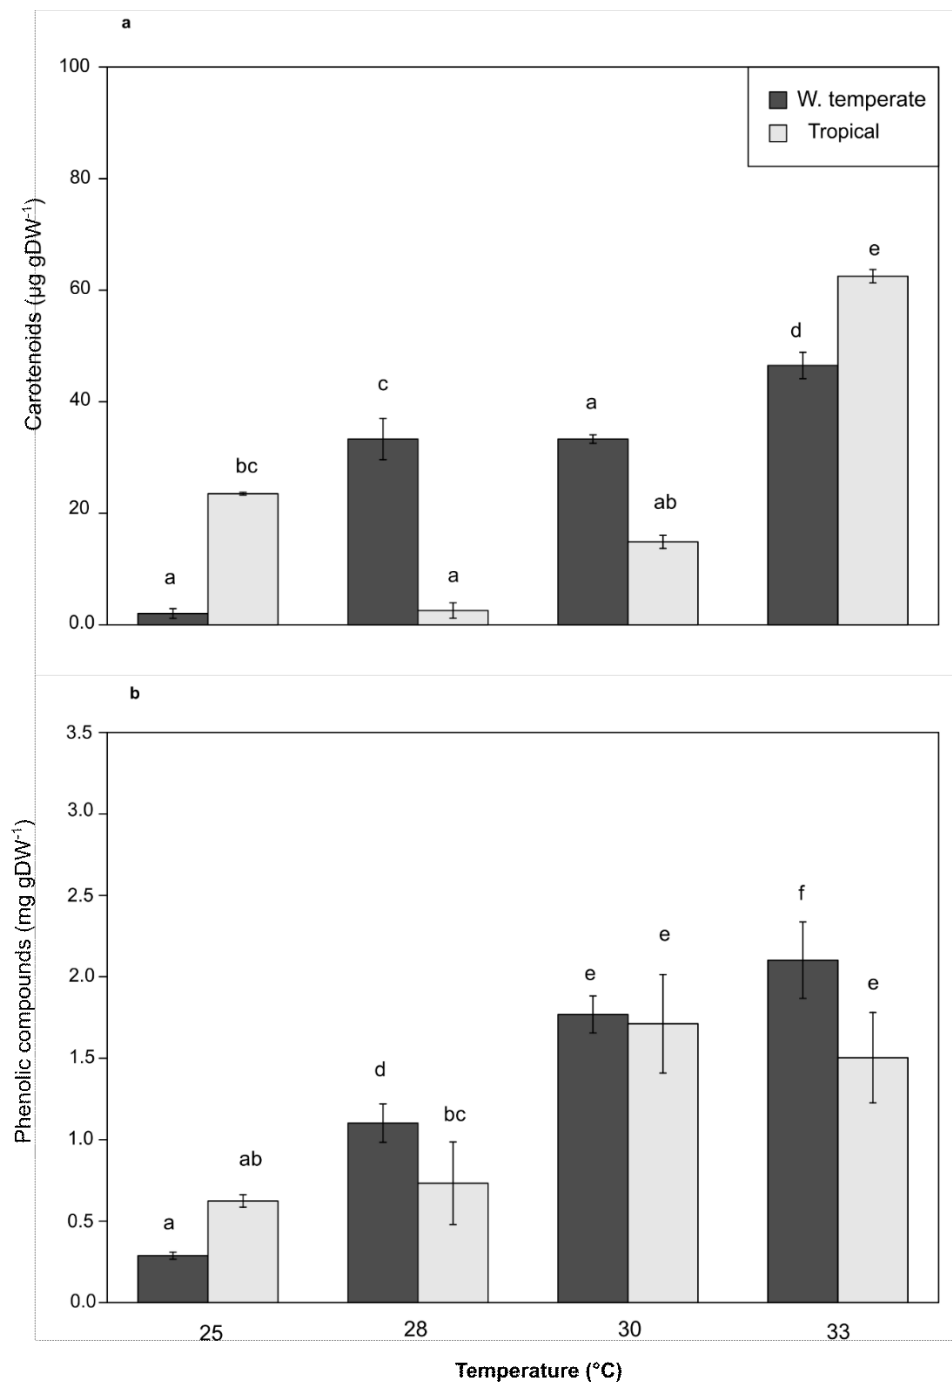 a
100
80
60
40
20
0.0
Carotenoids (µg gDW⁻¹)
W. temperate
Tropical
a
bc
c
a
a
ab
d
e
b
3.5
3.0
2.5
2.0
1.5
1.0
0.5
0.0
Phenolic compounds (mg gDW⁻¹)
a
ab
d
bc
e
e
f
e
25
28
30
33
Temperature (°C)